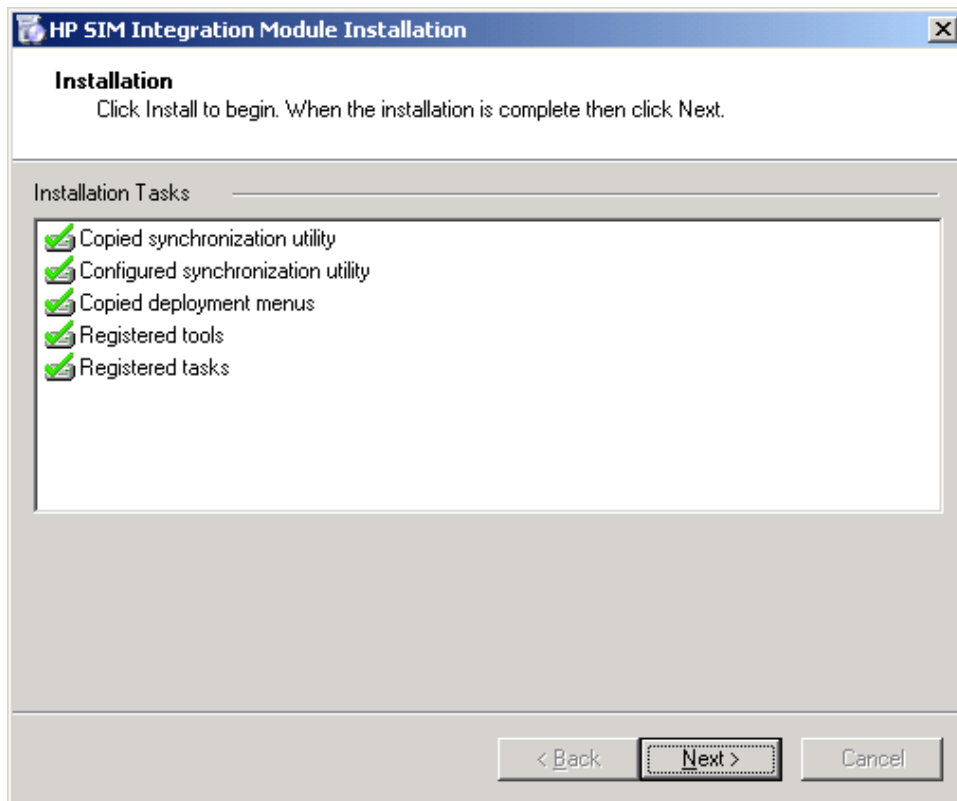 HP SIM Integration Module Installation
Installation
Click Install to begin. When the installation is complete then click Next.
Installation Tasks
Copied synchronization utility
Configured synchronization utility
Copied deployment menus
Registered tools
Registered tasks
< Back
Next >
Cancel